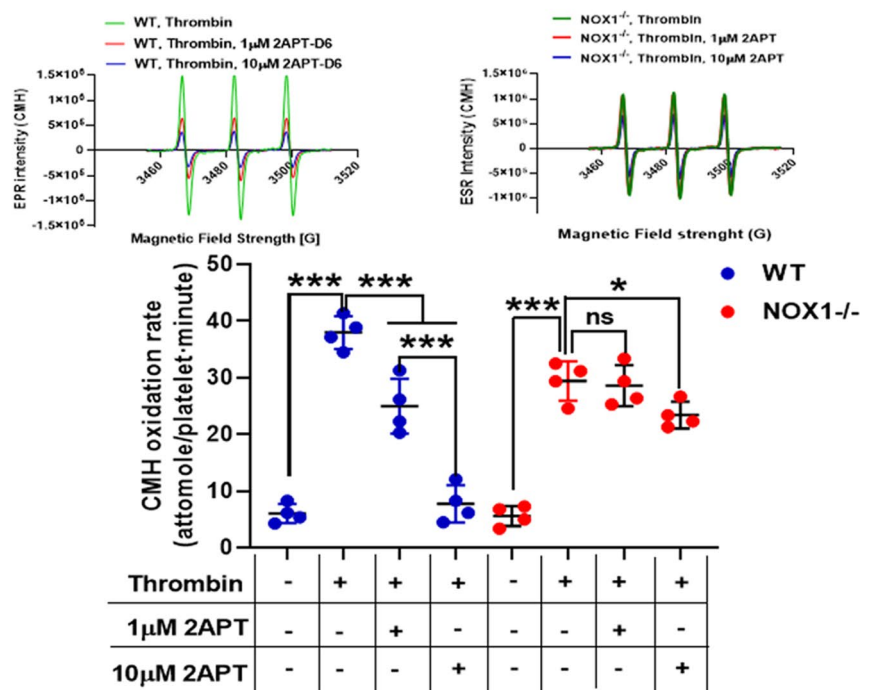 WT, Thrombin
WT, Thrombin, 1µM 2APT-D6
WT, Thrombin, 10µM 2APT-D6
1.5×10⁶
1×10⁶
5×10⁵
0
-5×10⁵
-1×10⁶
-1.5×10⁶
EPR Intensity (CMH)
3460
3480
3500
3520
Magnetic Field Strength [G]
NOX1-/-, Thrombin
NOX1-/-, Thrombin, 1µM 2APT
NOX1-/-, Thrombin, 10µM 2APT
1.5×10⁶
1×10⁶
5×10⁵
0
-5×10⁵
-1×10⁶
ESR Intensity (CMH)
3460
3480
3500
3520
Magnetic Field strenght (G)
CMH oxidation rate
(attomole/platelet·minute)
50
40
30
20
10
0
***
***
***
***
ns
*
WT
NOX1-/-
Thrombin - + + + - + + +
1µM 2APT - - + - - - + -
10µM 2APT - - - + - - - +